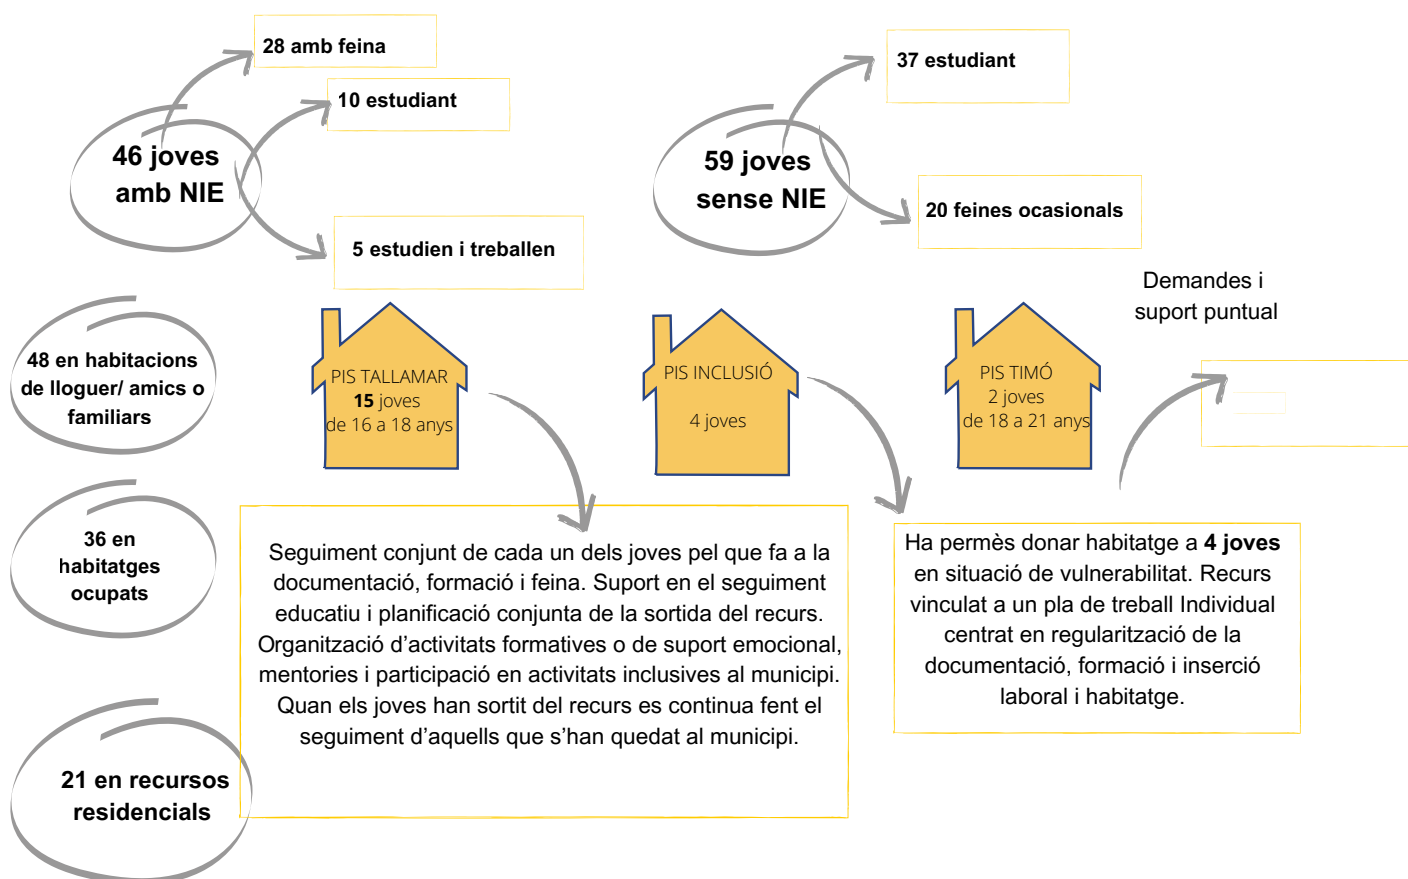 28 amb feina
10 estudiant
46 joves
amb NIE
5 estudien i treballen
37 estudiant
59 joves
sense NIE
20 feines ocasionals
Demandes i
suport puntual
48 en habitacions
de lloguer/ amics o
familiars
PIS TALLAMAR
15 joves
de 16 a 18 anys
PIS INCLUSIÓ
4 joves
PIS TIMÓ
2 joves
de 18 a 21 anys
36 en
habitatges
ocupats
Seguiment conjunt de cada un dels joves pel que fa a la
documentació, formació i feina. Suport en el seguiment
educatiu i planificació conjunta de la sortida del recurs.
Organització d’activitats formatives o de suport emocional,
mentories i participació en activitats inclusives al municipi.
Quan els joves han sortit del recurs es continua fent el
seguiment d’aquells que s’han quedat al municipi.
Ha permès donar habitatge a 4 joves
en situació de vulnerabilitat. Recurs
vinculat a un pla de treball Individual
centrat en regularització de la
documentació, formació i inserció
laboral i habitatge.
21 en recursos
residencials